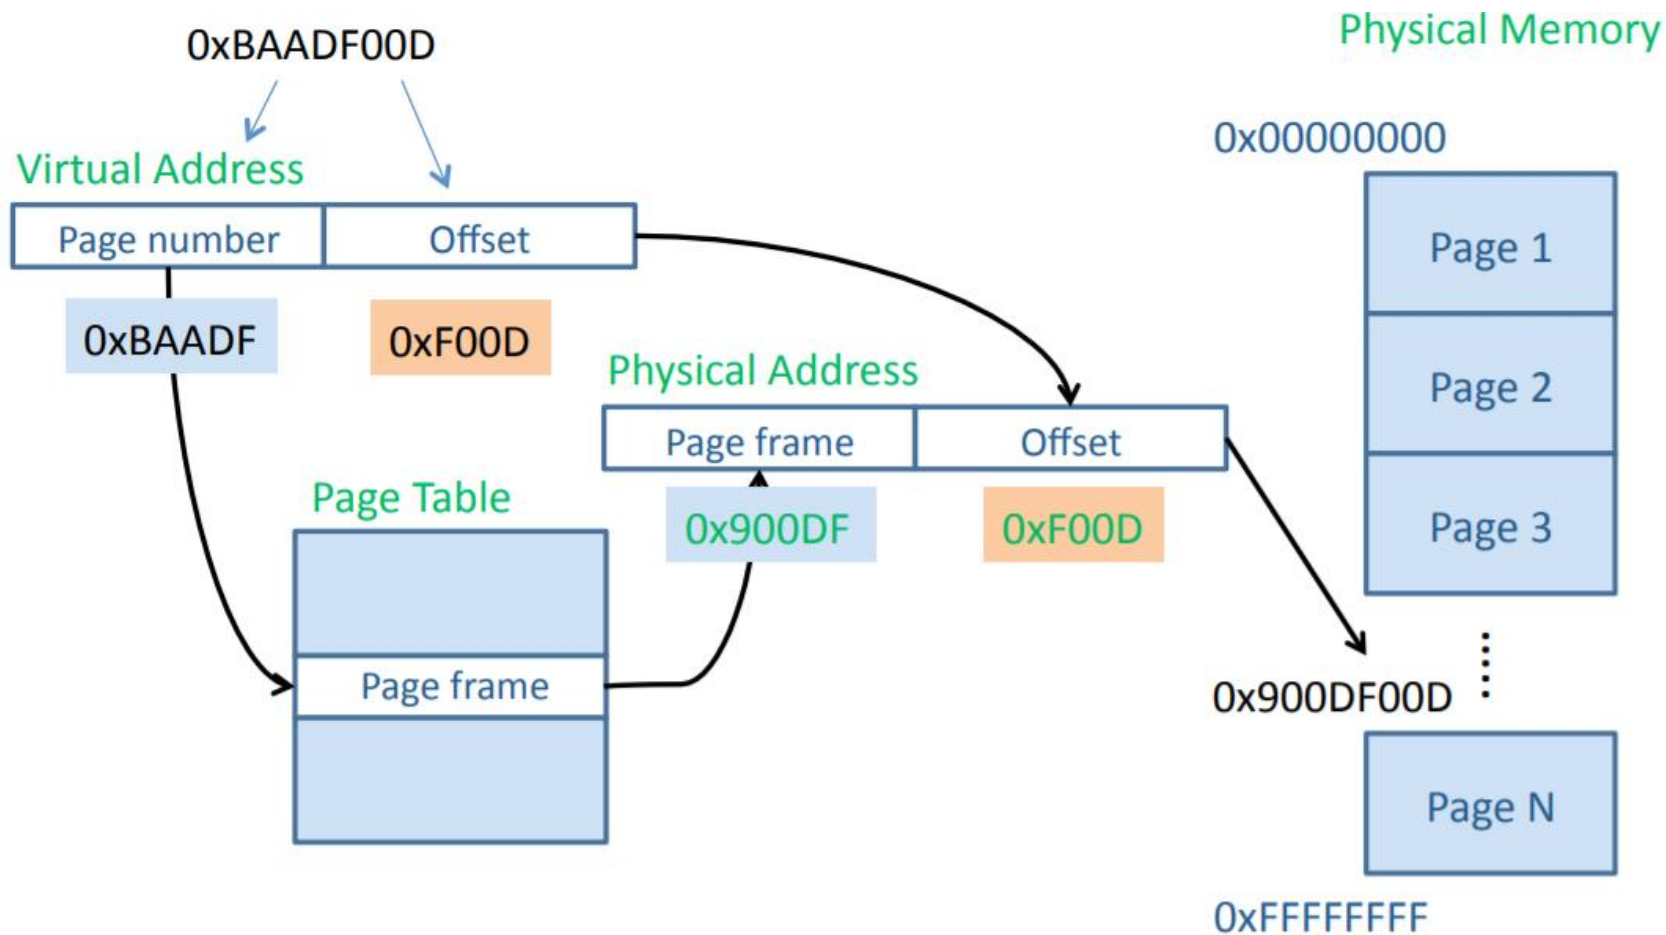 0xBAADF00D
Virtual Address
Page number
Offset
0xBAADF
0xF00D
Page Table
Page frame
Physical Address
Page frame
Offset
0x900DF
0xF00D
Physical Memory
0x00000000
Page 1
Page 2
Page 3
0x900DF00D
Page N
0xFFFFFFFF